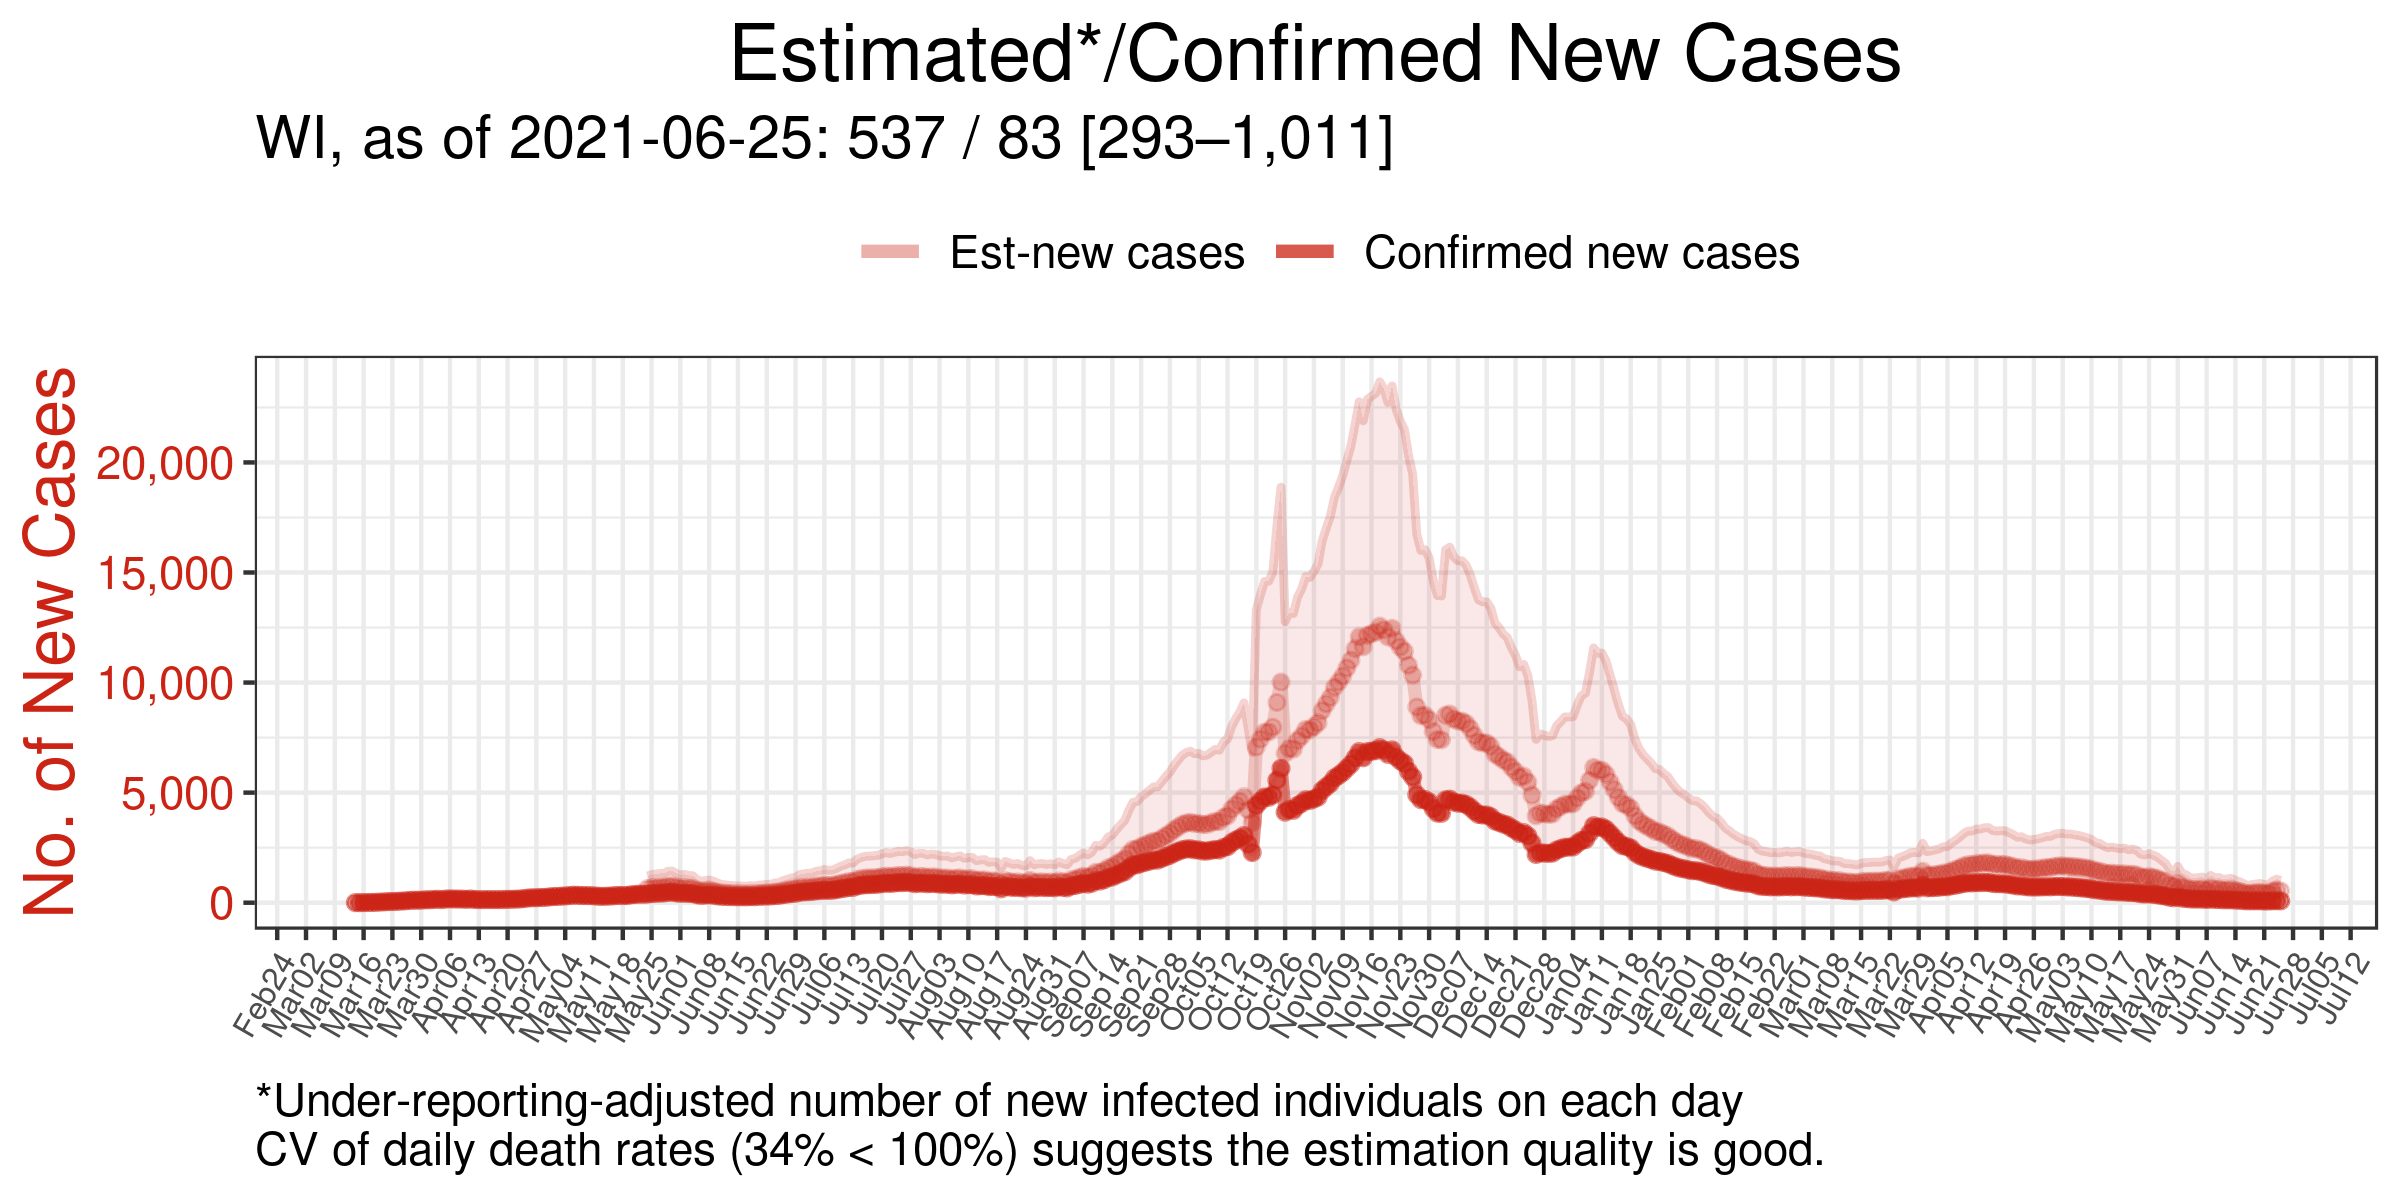 Estimated*/Confirmed New Cases
WI, as of 2021-06-25: 537 / 83 [293–1,011]
Est-new cases
Confirmed new cases
No. of New Cases
20,000
15,000
10,000
5,000
0
Feb24
Mar02
Mar09
Mar16
Mar23
Mar30
Apr06
Apr13
Apr20
Apr27
May04
May11
May18
May25
Jun01
Jun08
Jun15
Jun22
Jun29
Jul06
Jul13
Jul20
Jul27
Aug03
Aug10
Aug17
Aug24
Aug31
Sep07
Sep14
Sep21
Sep28
Oct05
Oct12
Oct19
Oct26
Nov02
Nov09
Nov16
Nov23
Nov30
Dec07
Dec14
Dec21
Dec28
Jan04
Jan11
Jan18
Jan25
Feb01
Feb08
Feb15
Feb22
Mar01
Mar08
Mar15
Mar22
Mar29
Apr05
Apr12
Apr19
Apr26
May03
May10
May17
May24
May31
Jun07
Jun14
Jun21
Jun28
Jul05
Jul12
*Under-reporting-adjusted number of new infected individuals on each day
CV of daily death rates (34% < 100%) suggests the estimation quality is good.